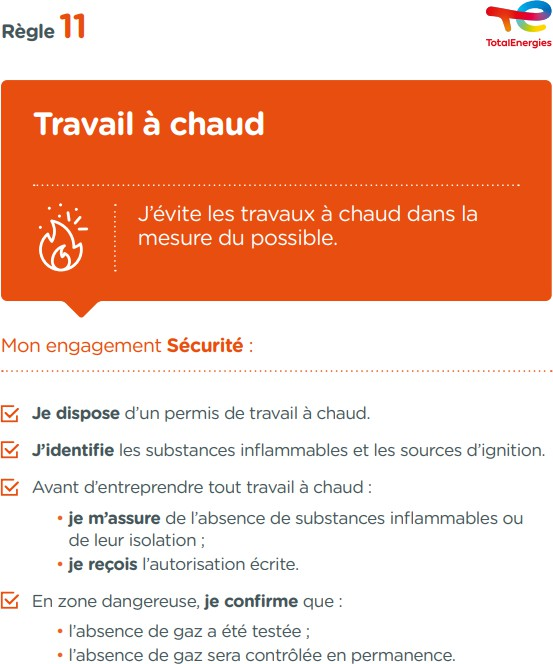 Règle 11
TotalEnergies
Travail à chaud
J’évite les travaux à chaud dans la
mesure du possible.
Mon engagement Sécurité :
Je dispose d’un permis de travail à chaud.
J’identifie les substances inflammables et les sources d’ignition.
Avant d’entreprendre tout travail à chaud :
• je m’assure de l’absence de substances inflammables ou
de leur isolation ;
• je reçois l’autorisation écrite.
En zone dangereuse, je confirme que :
• l’absence de gaz a été testée ;
• l’absence de gaz sera contrôlée en permanence.